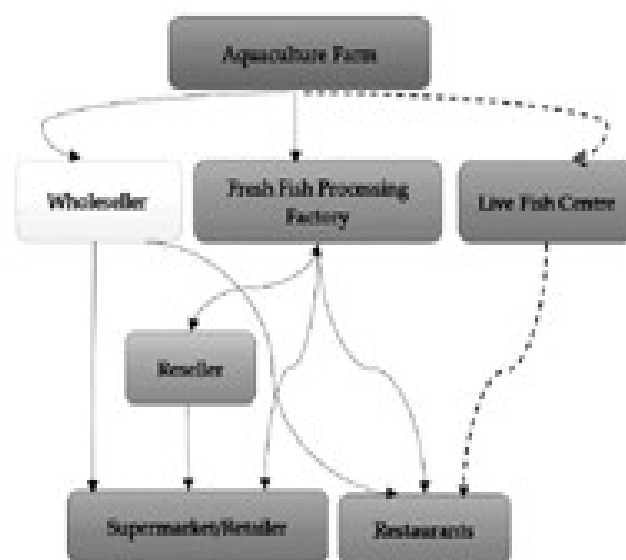 Aquaculture Farm
Wholeseller
Fresh Fish Processing
Factory
Live Fish Centre
Reseller
Supermarket/Retailer
Restaurants